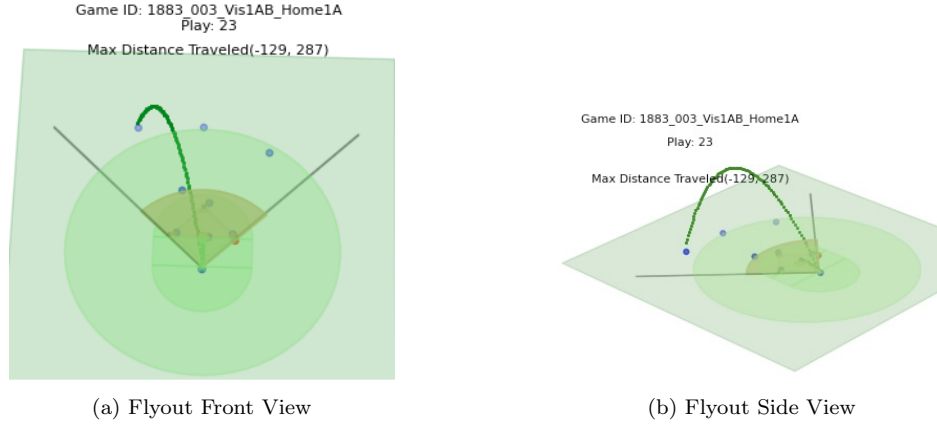 Game ID: 1883_003_Vis1AB_Home1A
Play: 23
Max Distance Traveled(-129, 287)
(a) Flyout Front View
Game ID: 1883_003_Vis1AB_Home1A
Play: 23
Max Distance Traveled(-129, 287)
(b) Flyout Side View